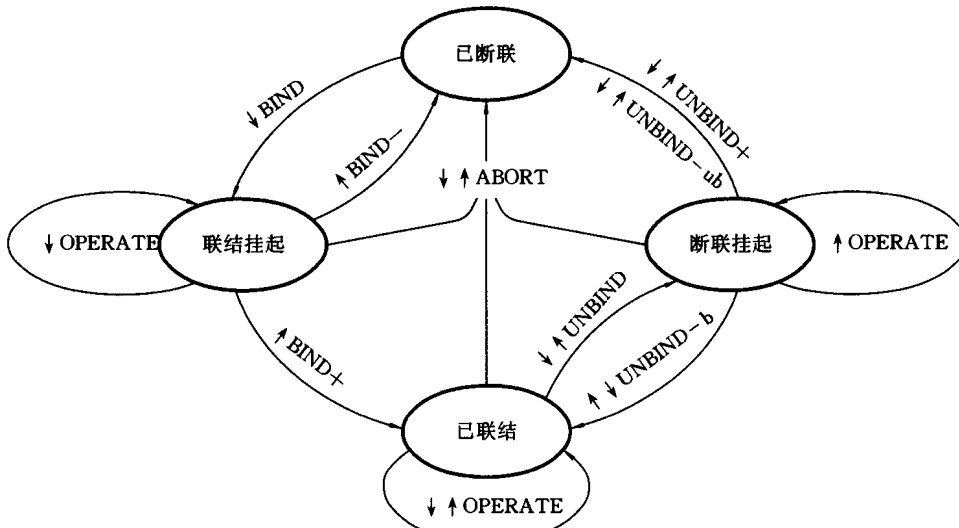 已断联
↓BIND
↑BIND−
↓ ↑UNBIND+
↓ ↑UNBIND−ub
↓ ↑ABORT
↓OPERATE
联结挂起
断联挂起
↑OPERATE
↑BIND+
↓ ↑UNBIND
↑ ↓UNBIND−b
已联结
↓ ↑OPERATE